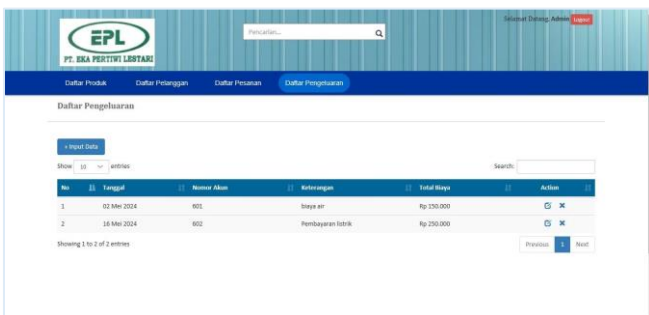 Selamat Datang, Admin Logout
EPL
Pencarian...
PT. EKA PERTIWI LESTARI
Daftar Produk Daftar Pelanggan Daftar Pesanan Daftar Pengeluaran
Daftar Pengeluaran
+ Input Data
Show 10 entries Search:
No Tanggal Nomor Akun Keterangan Total Biaya Action
1 02 Mei 2024 601 biaya air Rp 150.000
2 16 Mei 2024 602 Pembayaran listrik Rp 250.000
Showing 1 to 2 of 2 entries Previous 1 Next